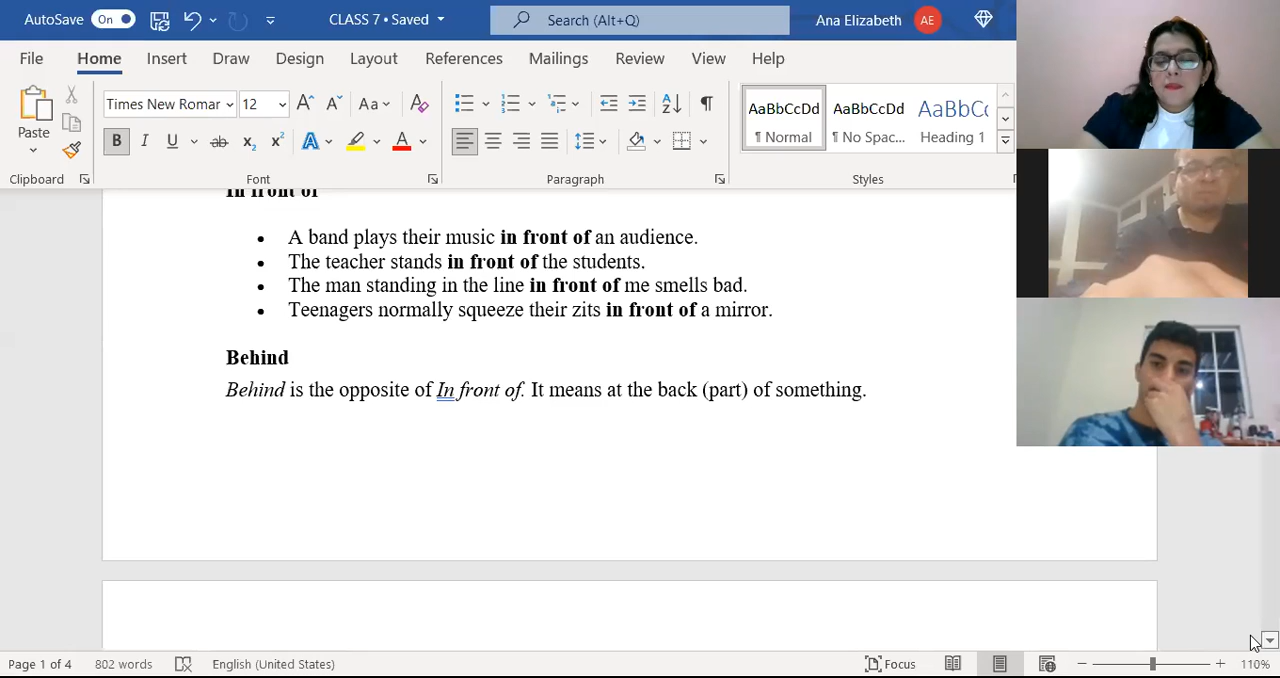 AutoSave On CLASS 7 • Saved Search (Alt+Q) Ana Elizabeth AE
File Home Insert Draw Design Layout References Mailings Review View Help
Paste Times New Romar 12 Aa AaBbCcDd AaBbCcDd AaBbCc
B I U ab x₂ x² A A ¶ Normal ¶ No Spac... Heading 1
Clipboard Font Paragraph Styles
In front of
• A band plays their music in front of an audience.
• The teacher stands in front of the students.
• The man standing in the line in front of me smells bad.
• Teenagers normally squeeze their zits in front of a mirror.
Behind
Behind is the opposite of In front of. It means at the back (part) of something.
Page 1 of 4 802 words English (United States) Focus 110%